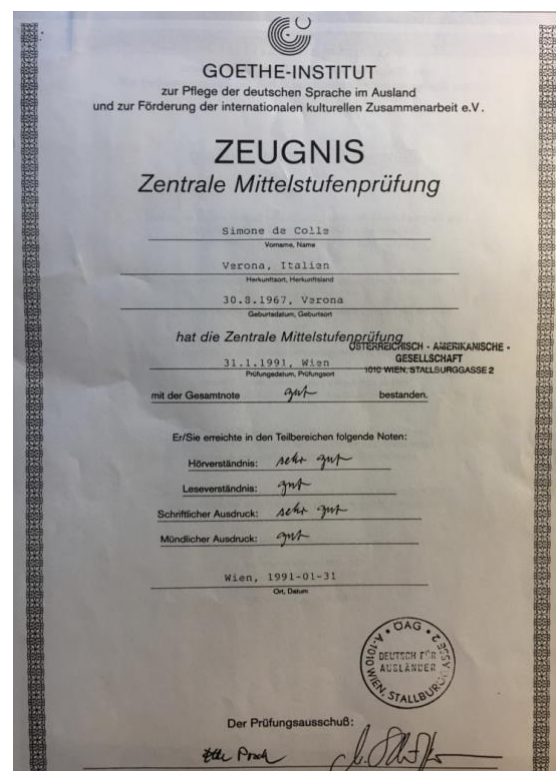 GOETHE-INSTITUT
zur Pflege der deutschen Sprache im Ausland
und zur Förderung der internationalen kulturellen Zusammenarbeit e.V.
ZEUGNIS
Zentrale Mittelstufenprüfung
Simone de Colle
Vorname, Name
Verona, Italien
Herkunftsort, Herkunftsland
30.8.1967, Verona
Geburtsdatum, Geburtsort
hat die Zentrale Mittelstufenprüfung
ÖSTERREICHISCH - AMERIKANISCHE -
GESELLSCHAFT
1010 WIEN, STALLBURGGASSE 2
31.1.1991, Wien
Prüfungsdatum, Prüfungsort
mit der Gesamtnote gut bestanden.
Er/Sie erreichte in den Teilbereichen folgende Noten:
Hörverständnis: sehr gut
Leseverständnis: gut
Schriftlicher Ausdruck: sehr gut
Mündlicher Ausdruck: gut
Wien, 1991-01-31
Ort, Datum
ÖAG
DEUTSCH FÜR
AUSLÄNDER
A-1010 WIEN, STALLBURGGASSE 2
Der Prüfungsausschuß: